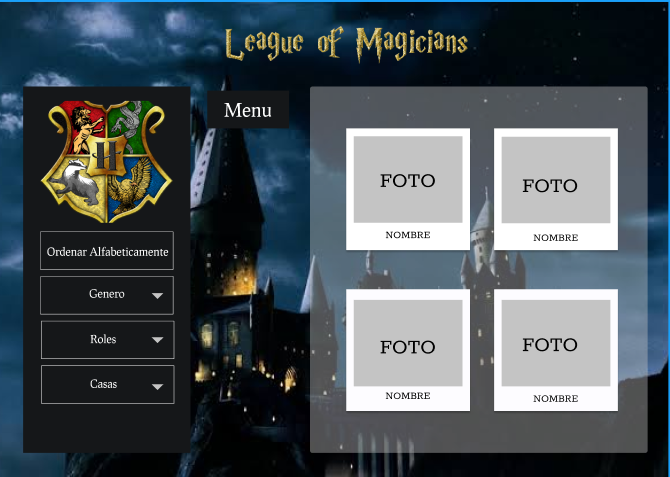 League of Magicians
Menu
H
Ordenar Alfabeticamente
Genero
Roles
Casas
FOTO
NOMBRE
FOTO
NOMBRE
FOTO
NOMBRE
FOTO
NOMBRE